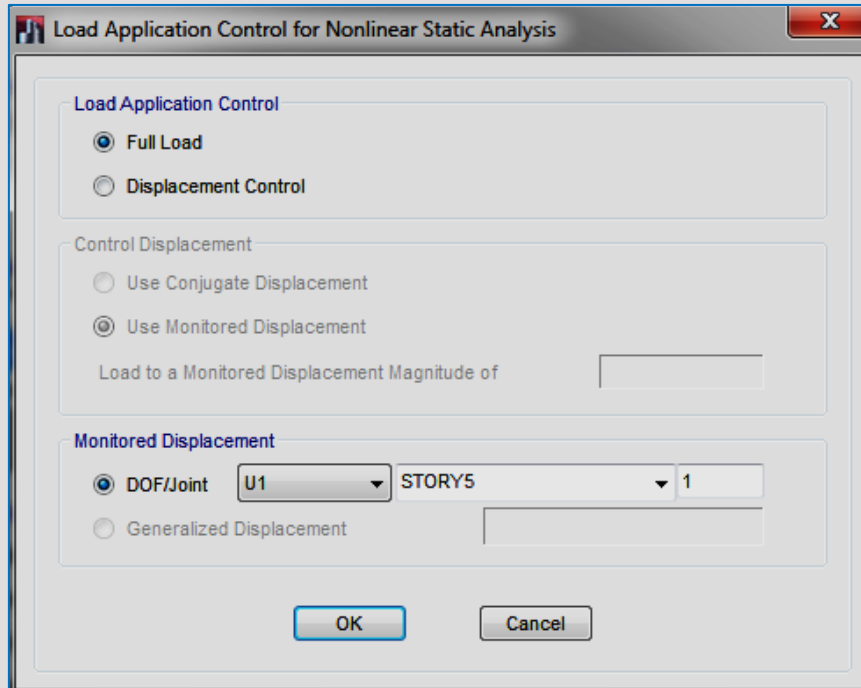 Load Application Control for Nonlinear Static Analysis
Load Application Control
Full Load
Displacement Control
Control Displacement
Use Conjugate Displacement
Use Monitored Displacement
Load to a Monitored Displacement Magnitude of
Monitored Displacement
DOF/Joint U1 STORY5 1
Generalized Displacement
OK Cancel